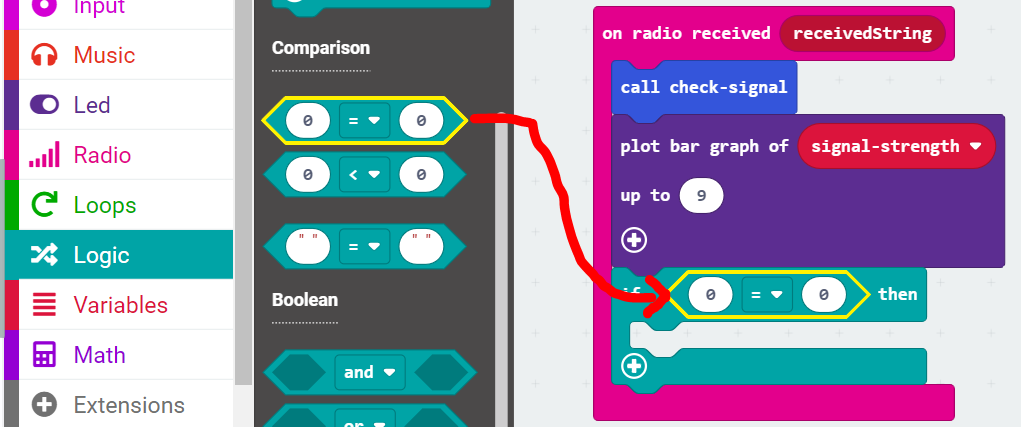 Input
Music
Led
Radio
Loops
Logic
Variables
Math
Extensions
Comparison
0 = 0
0 < 0
" " = " "
Boolean
and
or
on radio received receivedString
call check-signal
plot bar graph of signal-strength
up to 9
if 0 = 0 then